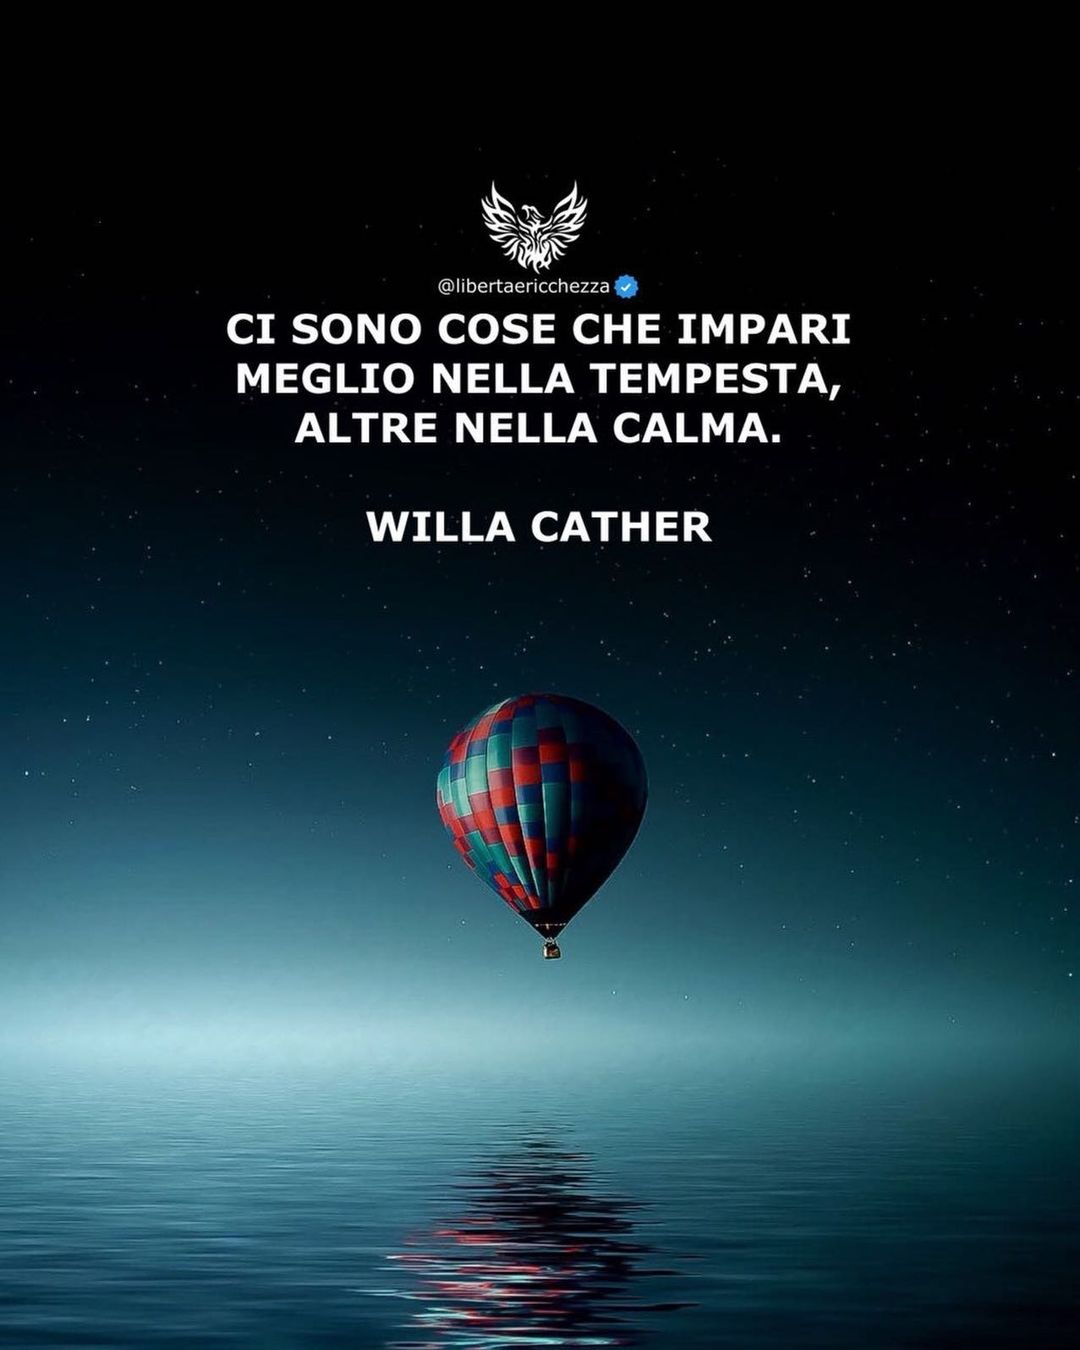 @libertaericchezza
CI SONO COSE CHE IMPARI
MEGLIO NELLA TEMPESTA,
ALTRE NELLA CALMA.
WILLA CATHER